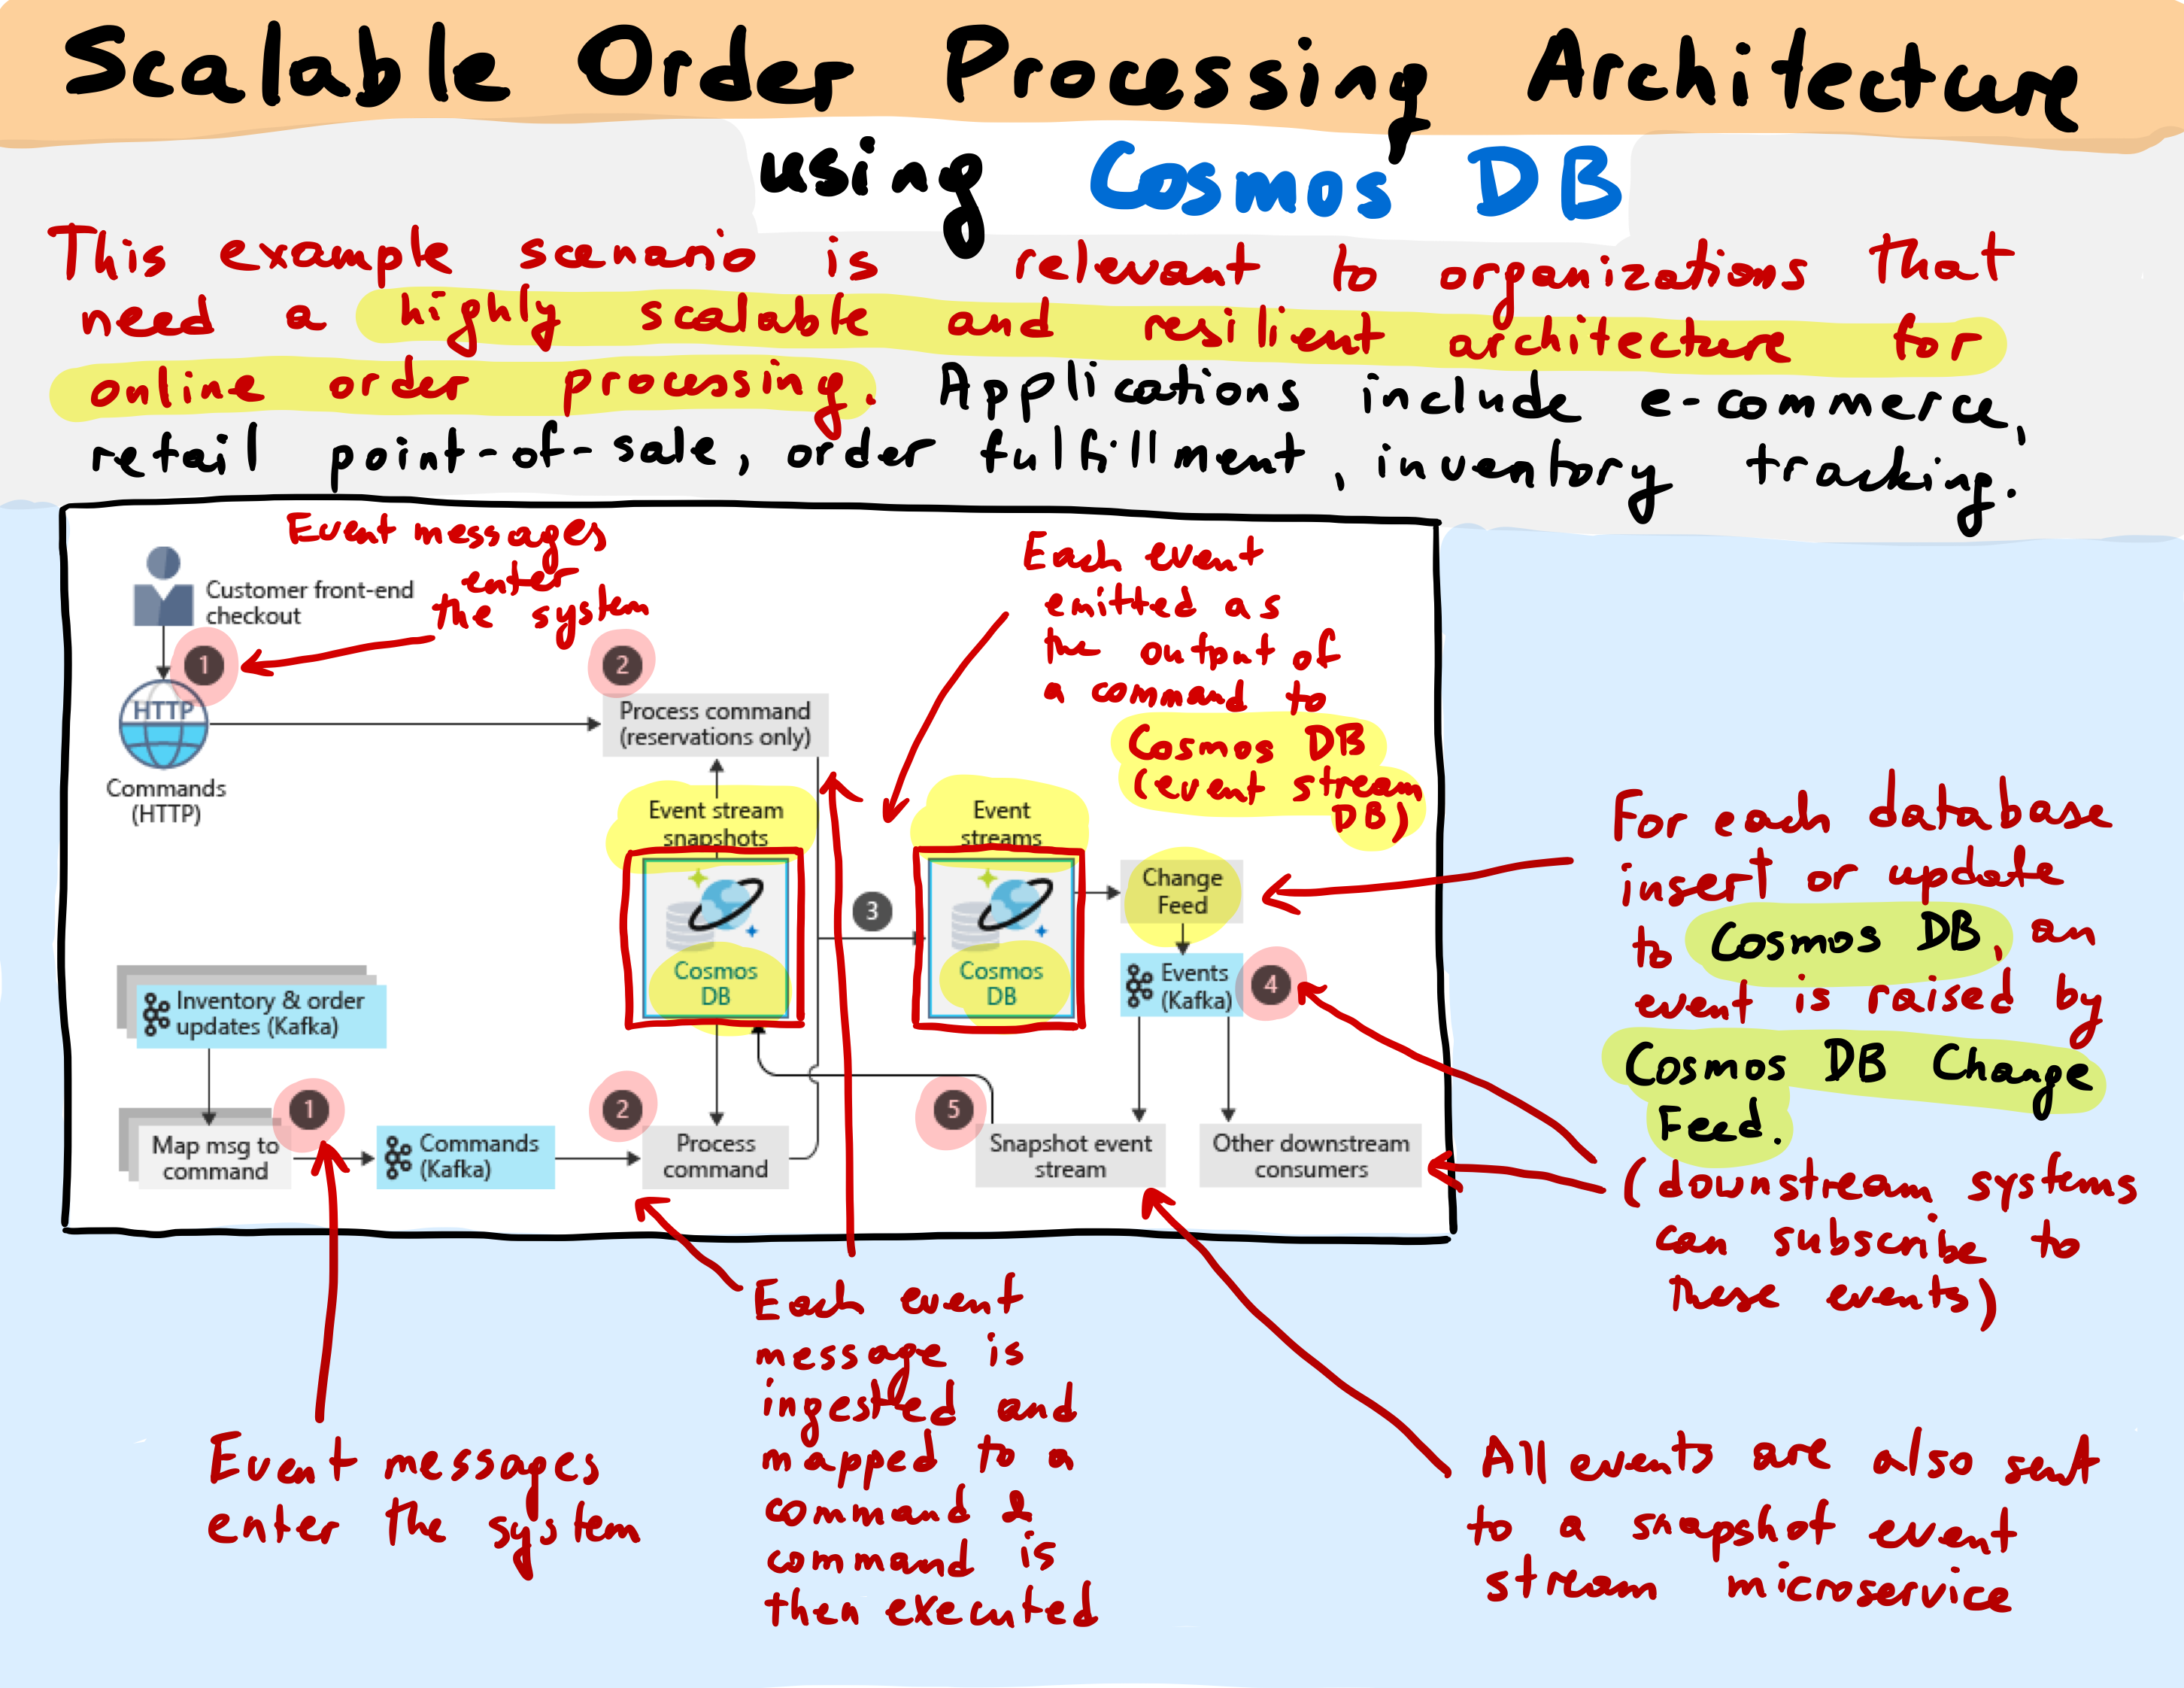 Scalable Order Processing Architecture
using Cosmos DB
This example scenario is relevant to organizations that
need a highly scalable and resilient architecture for
online order processing. Applications include e-commerce,
retail point-of-sale, order fulfillment, inventory tracking.
Event messages
enter
the system
Customer front-end
checkout
1
HTTP
Commands
(HTTP)
2
Process command
(reservations only)
Each event
emitted as
the output of
a command to
Cosmos DB
(event stream
DB)
Event stream
snapshots
Cosmos
DB
3
Event
streams
Cosmos
DB
Change
Feed
Events
(Kafka)
4
Inventory & order
updates (Kafka)
1
Map msg to
command
Commands
(Kafka)
2
Process
command
5
Snapshot event
stream
Other downstream
consumers
For each database
insert or update
to Cosmos DB, an
event is raised by
Cosmos DB Change
Feed.
(downstream systems
can subscribe to
these events)
Event messages
enter the system
Each event
message is
ingested and
mapped to a
command &
command is
then executed
All events are also sent
to a snapshot event
stream microservice